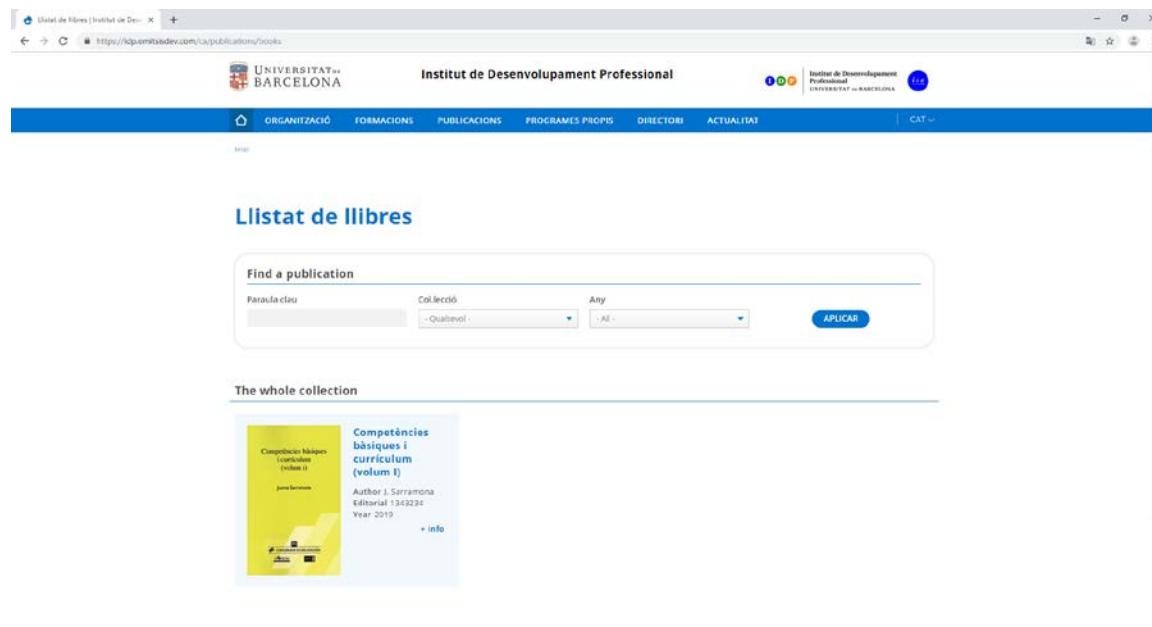 Llistat de llibres | Institut de Des
https://idp.omitsisdev.com/ca/publications/books
UNIVERSITAT DE
BARCELONA
Institut de Desenvolupament Professional
IDP
Institut de Desenvolupament
Professional
UNIVERSITAT DE BARCELONA
ORGANITZACIÓ FORMACIONS PUBLICACIONS PROGRAMES PROPIS DIRECTORI ACTUALITAT CAT
Llistat de llibres
Find a publication
Paraula clau Col.lecció Any
- Qualsevol - - All - APLICAR
The whole collection
Competències bàsiques
i currículum
(volum I)
Jaume Sarramona
Competències
bàsiques i
currículum
(volum I)
Author J. Sarramona
Editorial 1343234
Year 2019
+ info